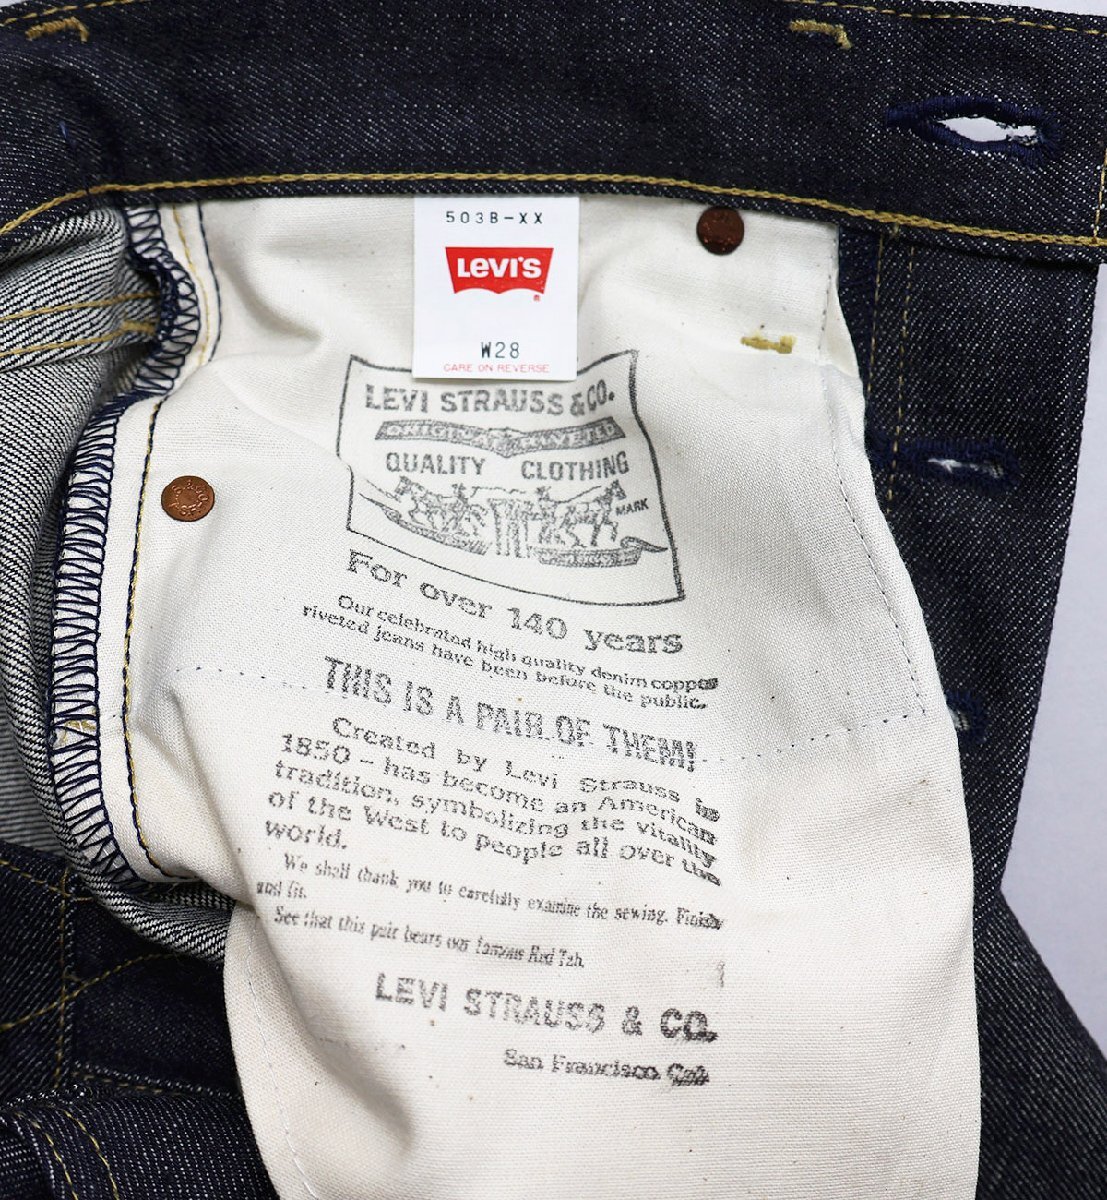 503B-XX
LEVI'S
®
W28
CARE ON REVERSE
LEVI STRAUSS & CO.
ORIGINAL RIVETED
QUALITY CLOTHING
MARK
For over 140 years
Our celebrated high quality denim copper
riveted jeans have been before the public.
THIS IS A PAIR OF THEM!
Created by Levi Strauss in
1850 - has become an American
tradition, symbolizing the vitality
of the West to people all over the
world.
We shall thank you to carefully examine the sewing. Finish
and fit.
See that this pair bears our famous Red Tab.
LEVI STRAUSS & CO.
San Francisco Cal.